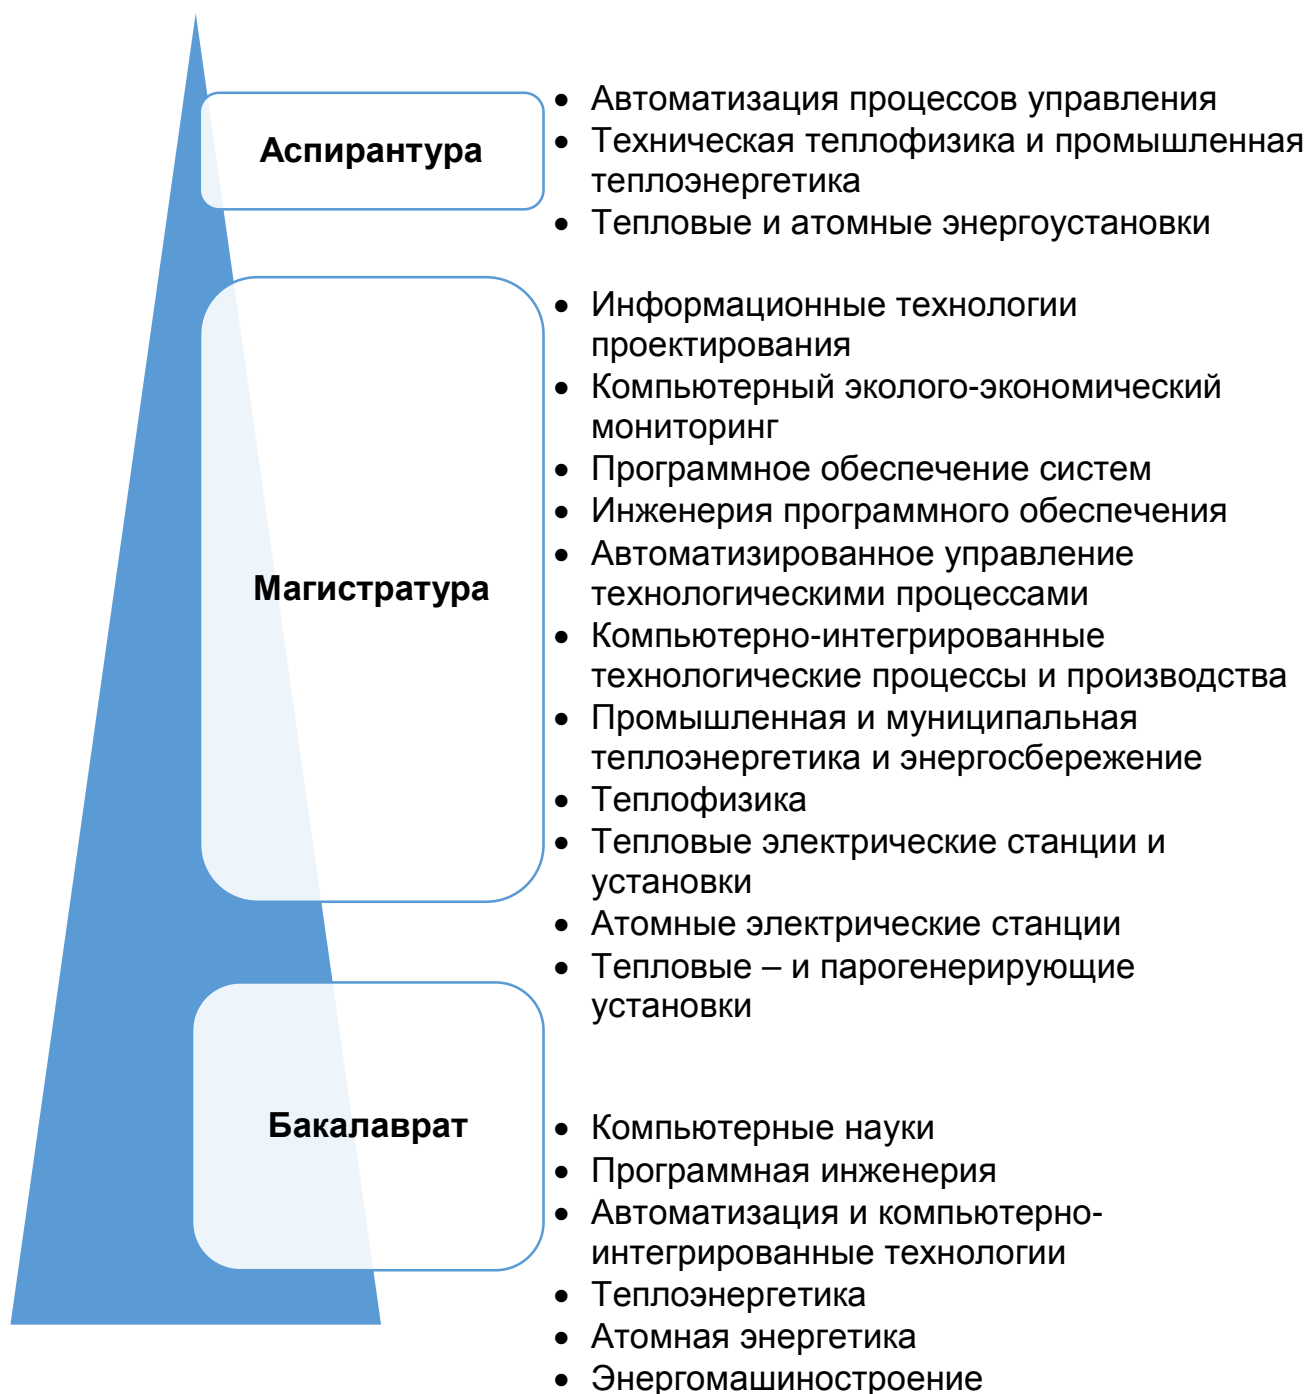 Аспирантура
• Автоматизация процессов управления
• Техническая теплофизика и промышленная
теплоэнергетика
• Тепловые и атомные энергоустановки
Магистратура
• Информационные технологии
проектирования
• Компьютерный эколого-экономический
мониторинг
• Программное обеспечение систем
• Инженерия программного обеспечения
• Автоматизированное управление
технологическими процессами
• Компьютерно-интегрированные
технологические процессы и производства
• Промышленная и муниципальная
теплоэнергетика и энергосбережение
• Теплофизика
• Тепловые электрические станции и
установки
• Атомные электрические станции
• Тепловые – и парогенерирующие
установки
Бакалаврат
• Компьютерные науки
• Программная инженерия
• Автоматизация и компьютерно-
интегрированные технологии
• Теплоэнергетика
• Атомная энергетика
• Энергомашиностроение